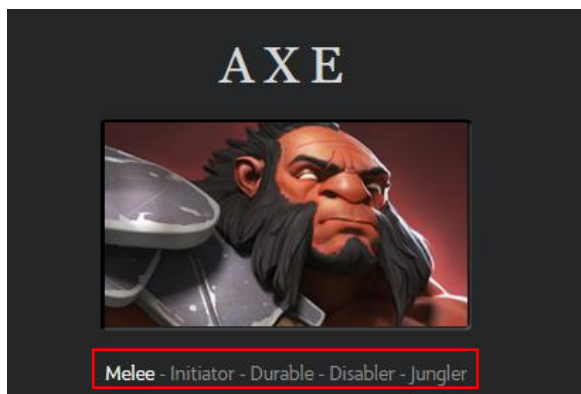 AXE
Melee - Initiator - Durable - Disabler - Jungler